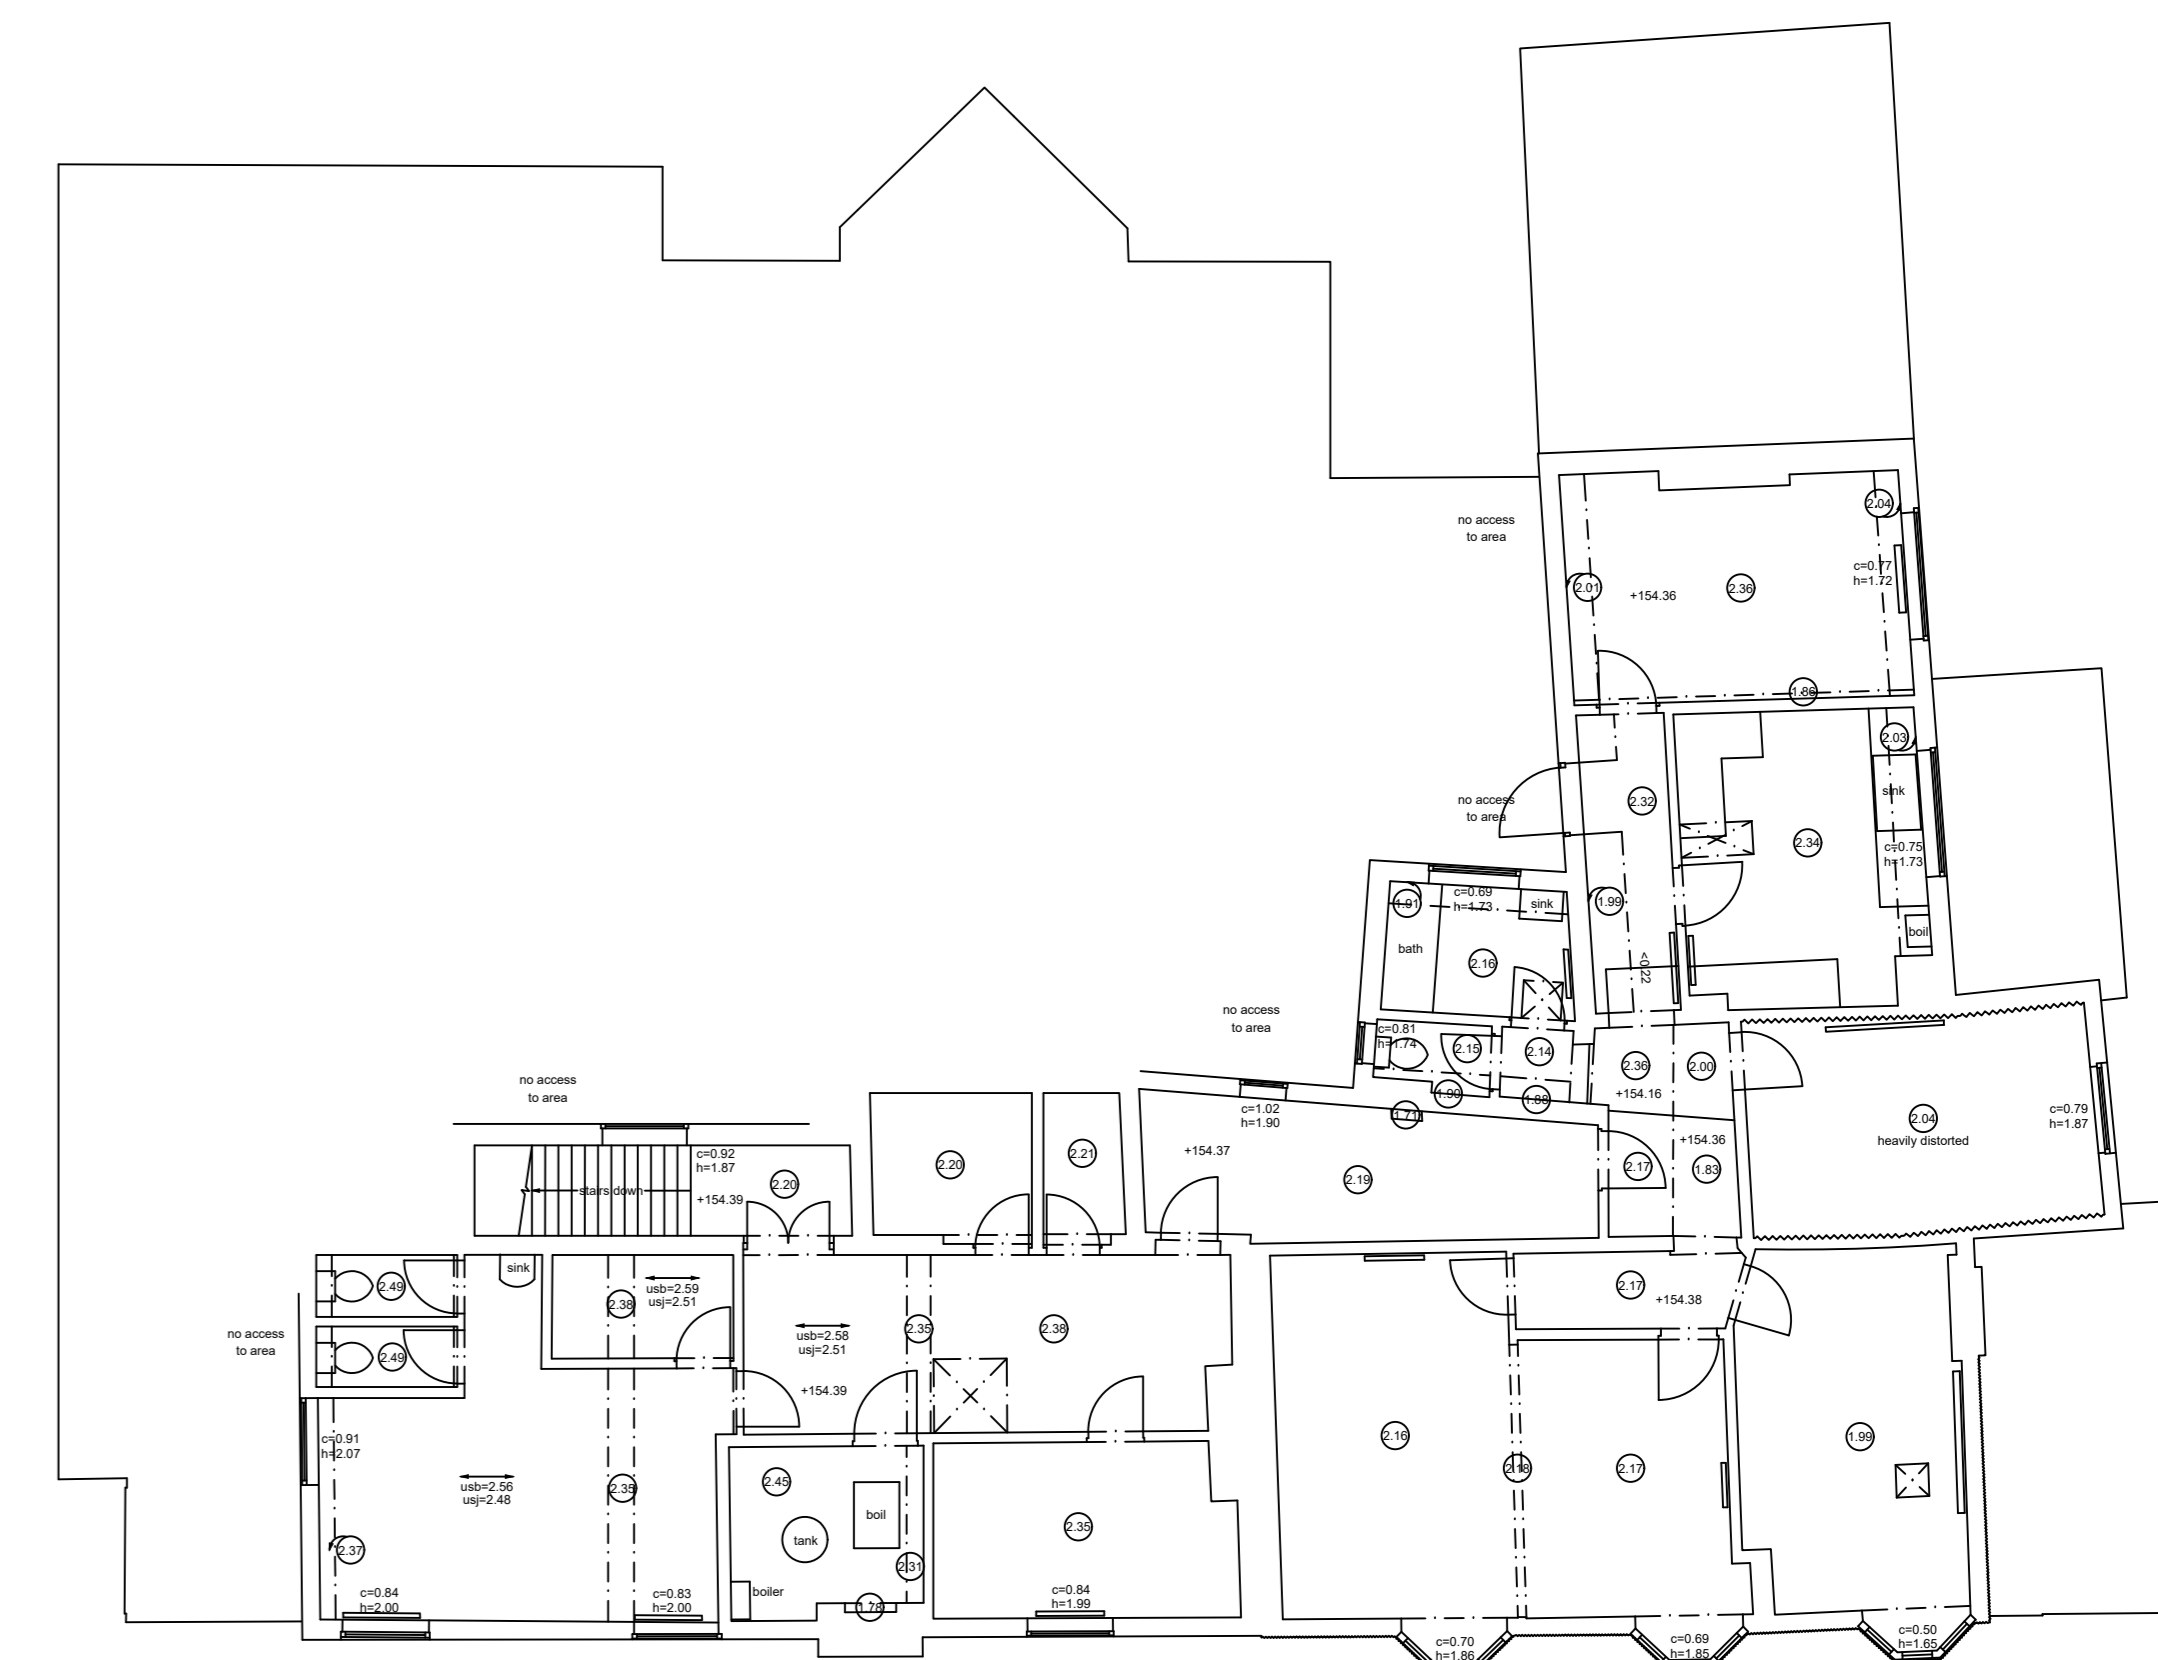 no access
to area
2.04
c=0.77
h=1.72
2.01
+154.36
2.36
1.86
2.03
sink
no access
to area
2.32
2.34
c=0.75
h=1.73
1.91
c=0.69
h=1.73
sink
1.99
boil
bath
2.16
<0.22
no access
to area
c=0.81
h=1.74
2.15
2.14
2.36
2.00
+154.16
1.90
1.88
1.71
c=1.02
h=1.90
2.04
heavily distorted
c=0.79
h=1.87
no access
to area
c=0.92
h=1.87
2.20
2.20
2.21
+154.37
2.19
2.17
+154.36
1.83
stairs down
+154.39
sink
2.49
2.38
usb=2.59
usj=2.51
usb=2.58
usj=2.51
2.35
2.38
2.17
+154.38
no access
to area
2.49
+154.39
c=0.91
h=2.07
usb=2.56
usj=2.48
2.35
2.45
boil
tank
2.35
2.16
2.18
2.17
1.99
2.37
2.31
boiler
1.78
c=0.84
h=2.00
c=0.83
h=2.00
c=0.84
h=1.99
c=0.70
h=1.86
c=0.69
h=1.85
c=0.50
h=1.65